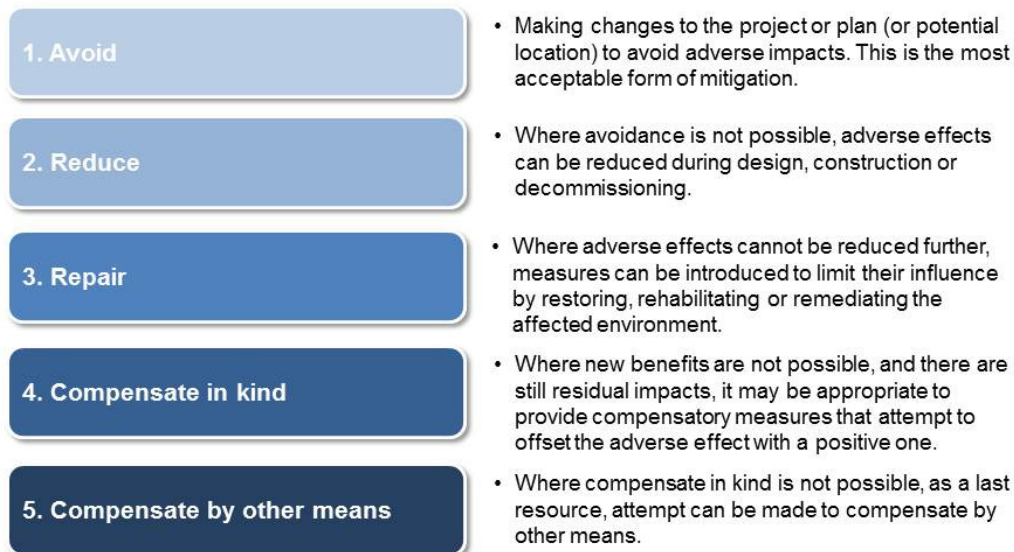 1. Avoid
• Making changes to the project or plan (or potential
location) to avoid adverse impacts. This is the most
acceptable form of mitigation.
2. Reduce
• Where avoidance is not possible, adverse effects
can be reduced during design, construction or
decommissioning.
3. Repair
• Where adverse effects cannot be reduced further,
measures can be introduced to limit their influence
by restoring, rehabilitating or remediating the
affected environment.
4. Compensate in kind
• Where new benefits are not possible, and there are
still residual impacts, it may be appropriate to
provide compensatory measures that attempt to
offset the adverse effect with a positive one.
5. Compensate by other means
• Where compensate in kind is not possible, as a last
resource, attempt can be made to compensate by
other means.